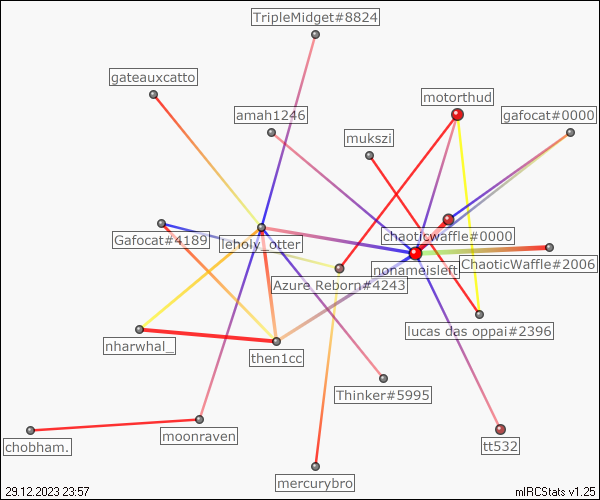 TripleMidget#8824
gateauxcatto
motorthud
amah1246
gafocat#0000
mukszi
chaoticwaffle#0000
Gafocat#4189
leholy_otter
ChaoticWaffle#2006
nonameisleft
Azure Reborn#4243
lucas das oppai#2396
nharwhal_
then1cc
Thinker#5995
moonraven
chobham.
tt532
mercurybro
29.12.2023 23:57
mIRCStats v1.25